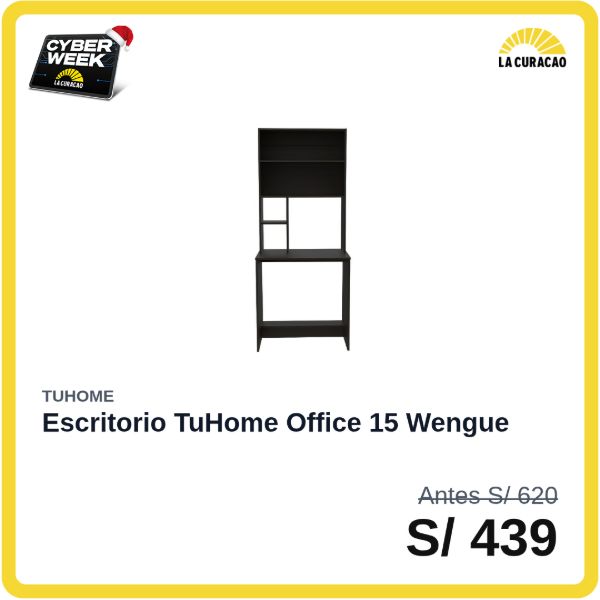 CYBER
WEEK
LA CURACAO
LA CURACAO
TUHOME
Escritorio TuHome Office 15 Wengue
Antes S/ 620
S/ 439